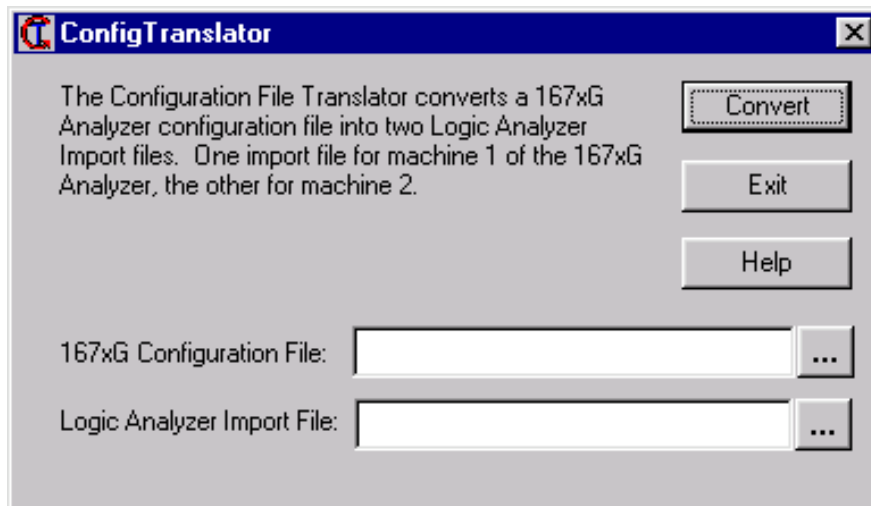 ConfigTranslator
The Configuration File Translator converts a 167xG
Analyzer configuration file into two Logic Analyzer
Import files.  One import file for machine 1 of the 167xG
Analyzer, the other for machine 2.
Convert
Exit
Help
167xG Configuration File:
...
Logic Analyzer Import File:
...